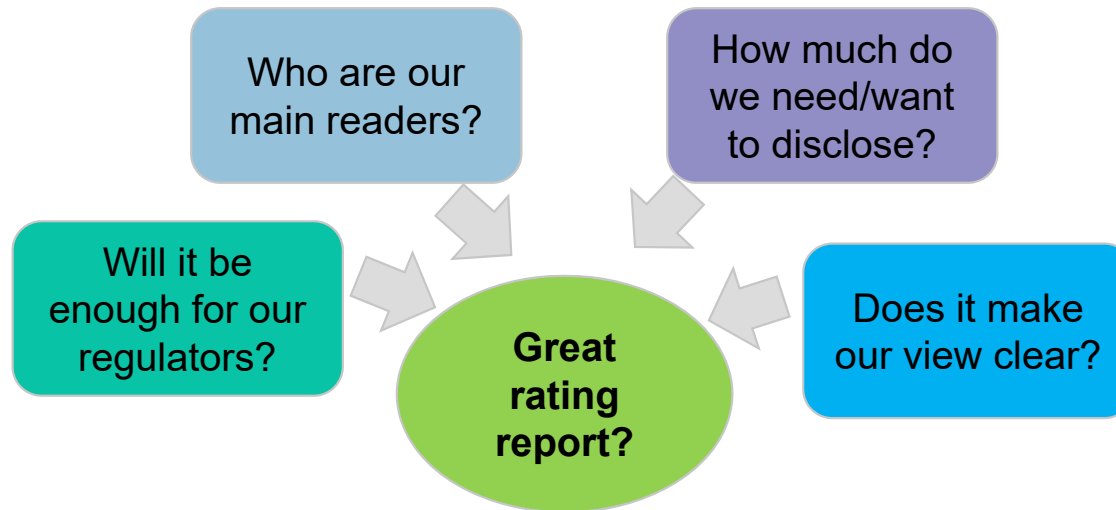 Who are our
main readers?
How much do
we need/want
to disclose?
Will it be
enough for our
regulators?
Does it make
our view clear?
Great
rating
report?